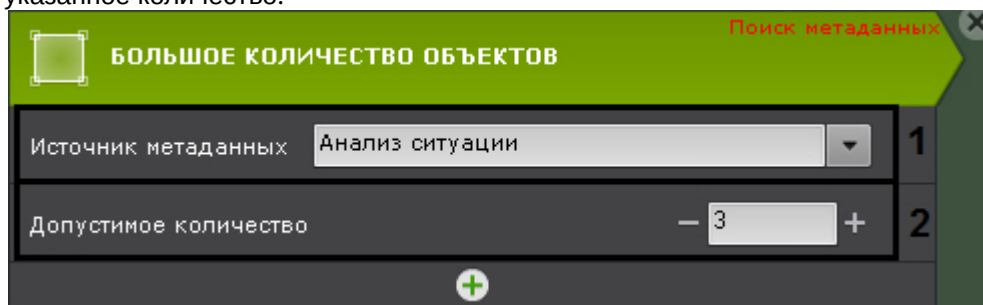 указанное количество.
Поиск метаданных
БОЛЬШОЕ КОЛИЧЕСТВО ОБЪЕКТОВ
Источник метаданных Анализ ситуации 1
Допустимое количество − 3 + 2